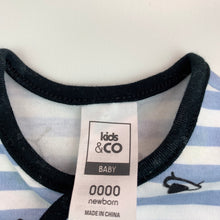 kids
&CO
BABY
0000
newborn
MADE IN CHINA